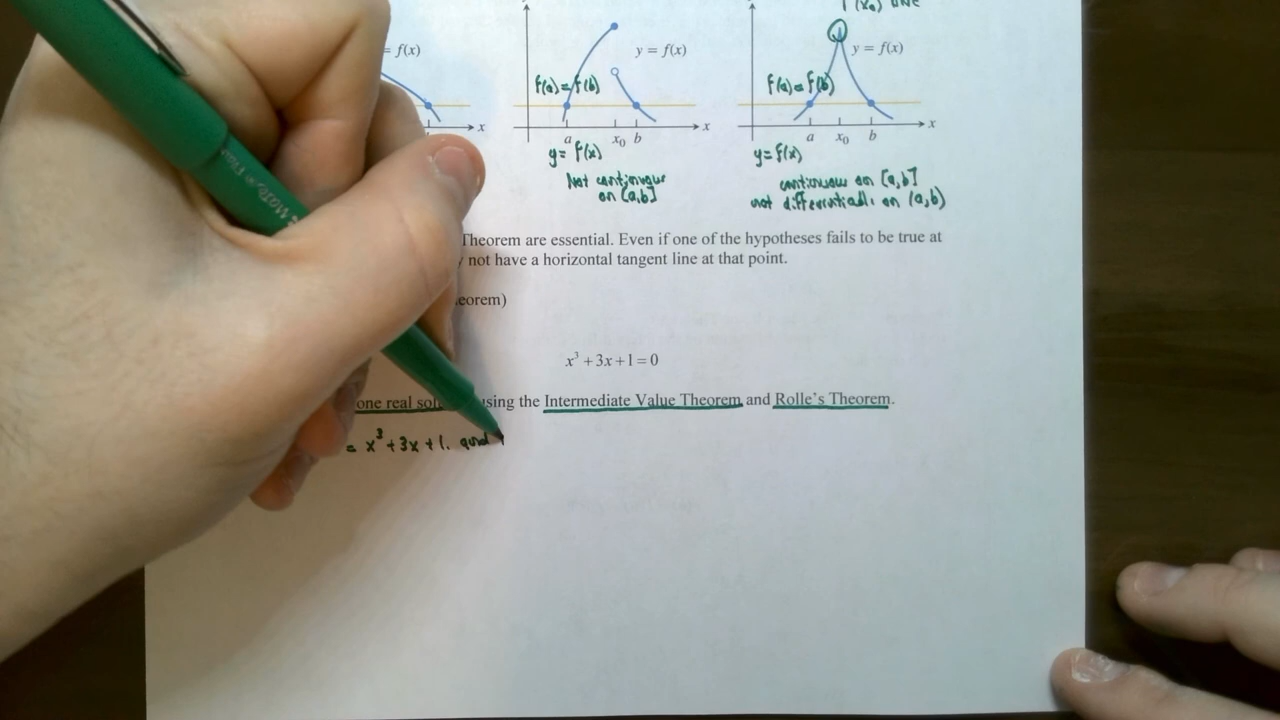 f(x₀) DNE
= f(x)
y = f(x)
y = f(x)
f(a) = f(b)
f(a) = f(b)
x
a
x₀
b
x
a
x₀
b
x
y = f(x)
y = f(x)
Not continuous
on [a,b]
continuous on [a,b]
not differentiable on (a,b)
Theorem are essential. Even if one of the hypotheses fails to be true at
not have a horizontal tangent line at that point.
eorem)
x³ + 3x + 1 = 0
one real sol using the Intermediate Value Theorem and Rolle's Theorem.
= x³ + 3x + 1. and